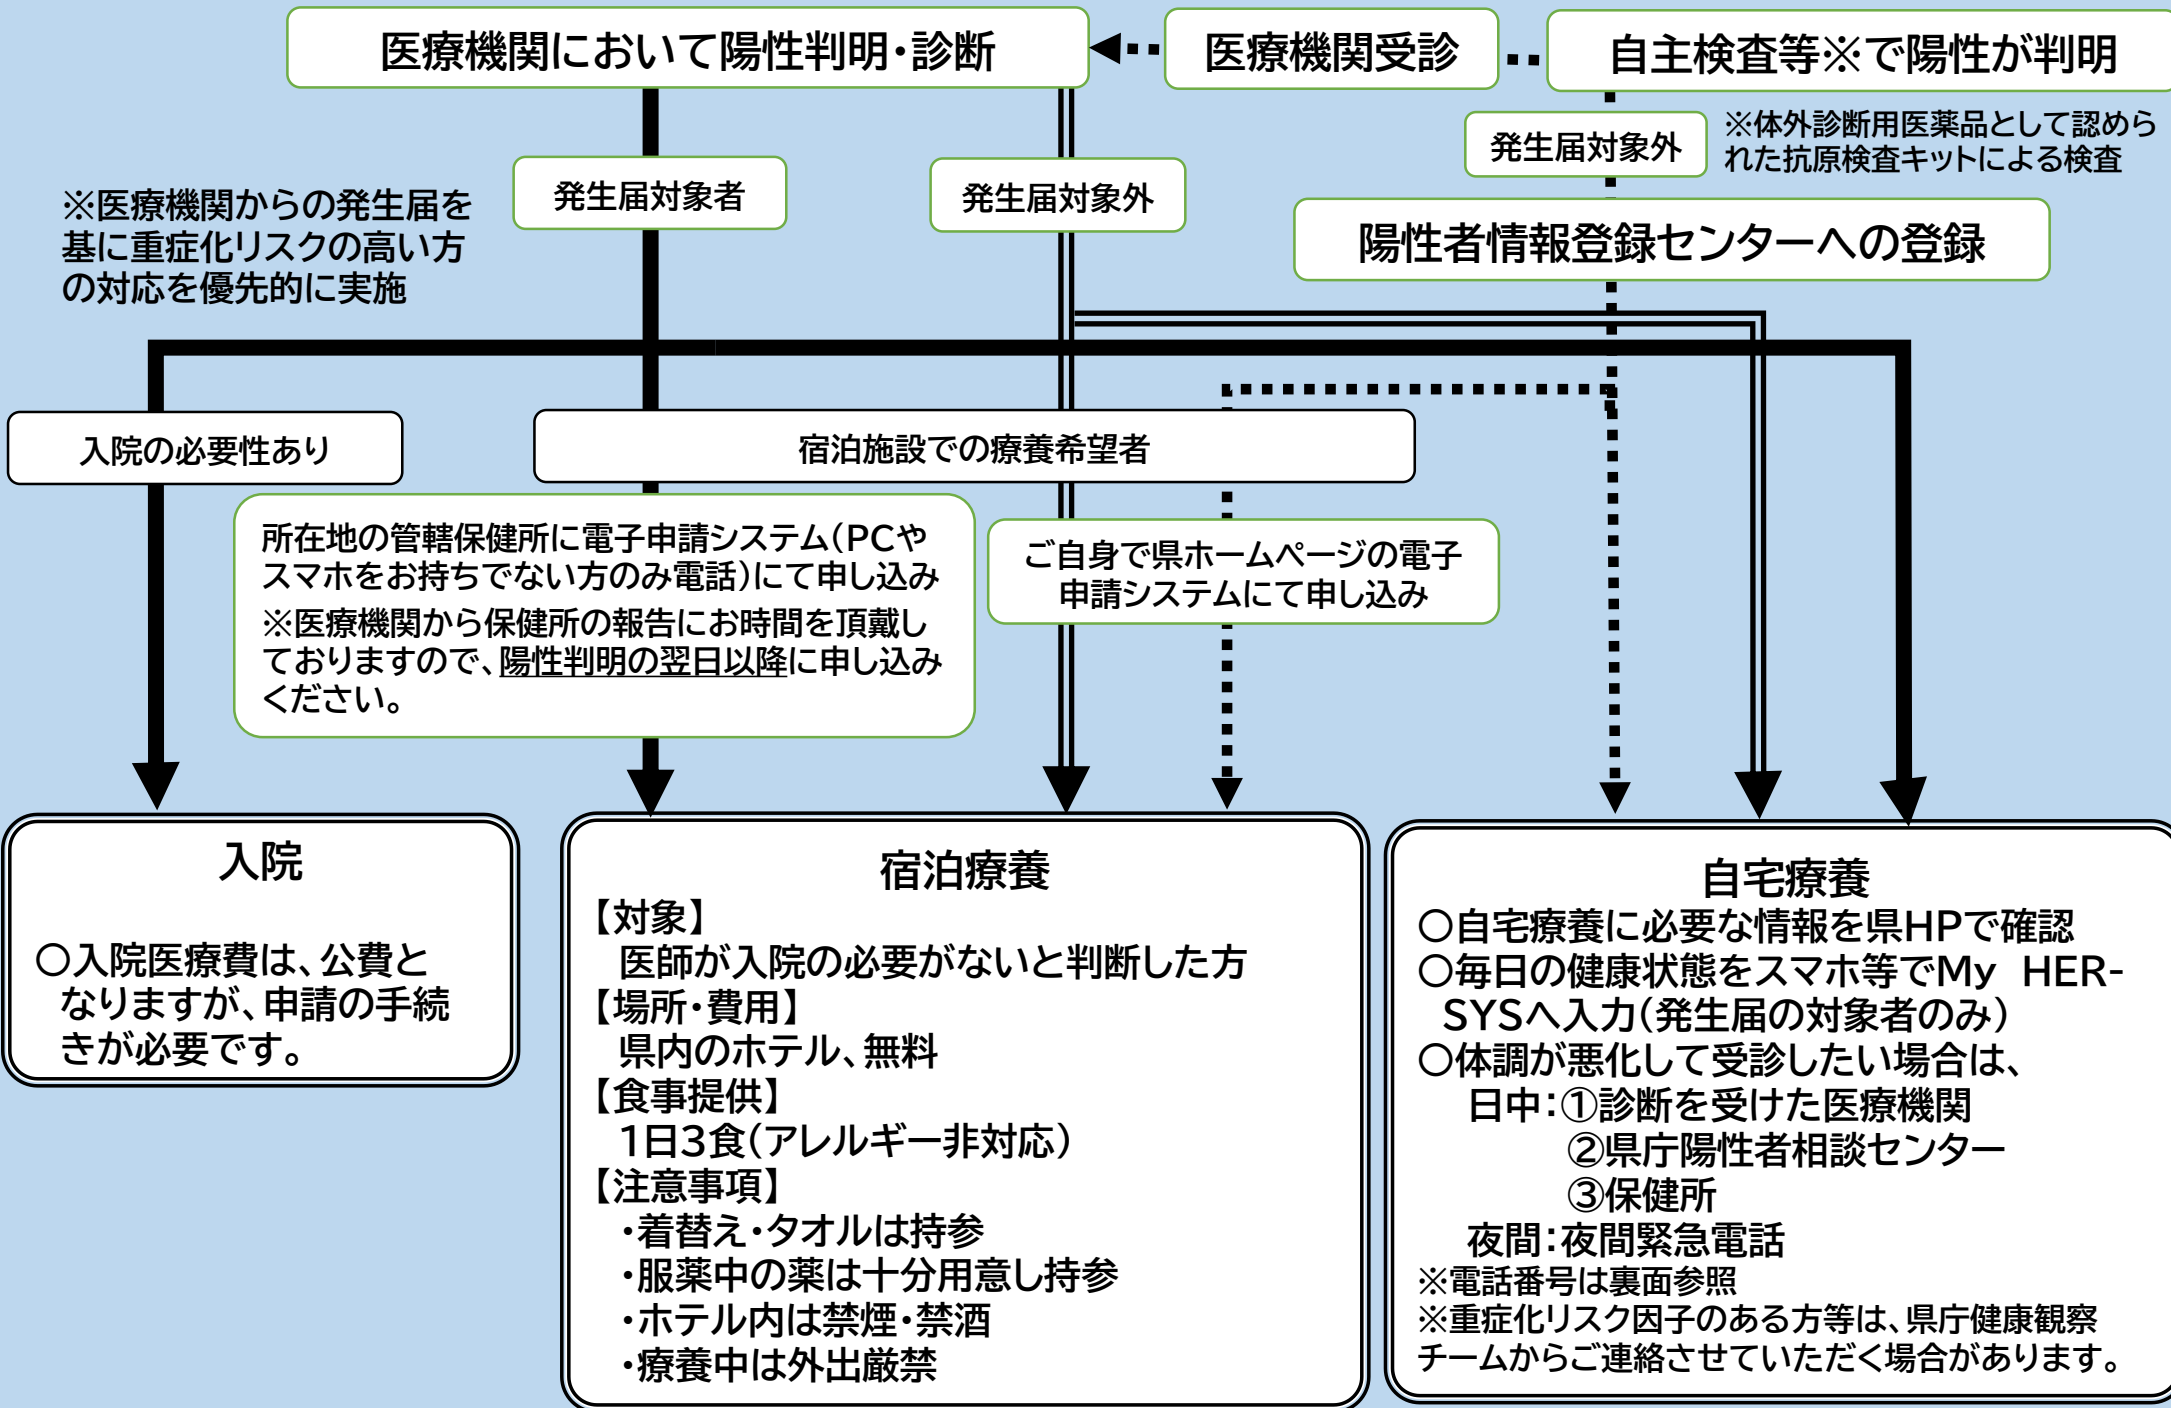 医療機関において陽性判明・診断
医療機関受診
自主検査等※で陽性が判明
発生届対象外
※体外診断用医薬品として認めら
れた抗原検査キットによる検査
発生届対象者
発生届対象外
※医療機関からの発生届を
基に重症化リスクの高い方
の対応を優先的に実施
陽性者情報登録センターへの登録
入院の必要性あり
宿泊施設での療養希望者
所在地の管轄保健所に電子申請システム(PCや
スマホをお持ちでない方のみ電話)にて申し込み
※医療機関から保健所の報告にお時間を頂戴し
ておりますので、陽性判明の翌日以降に申し込み
ください。
ご自身で県ホームページの電子
申請システムにて申し込み
入院
○入院医療費は、公費と
なりますが、申請の手続
きが必要です。
宿泊療養
【対象】
医師が入院の必要がないと判断した方
【場所・費用】
県内のホテル、無料
【食事提供】
1日3食(アレルギー非対応)
【注意事項】
・着替え・タオルは持参
・服薬中の薬は十分用意し持参
・ホテル内は禁煙・禁酒
・療養中は外出厳禁
自宅療養
○自宅療養に必要な情報を県HPで確認
○毎日の健康状態をスマホ等でMy HER-
SYSへ入力(発生届の対象者のみ)
○体調が悪化して受診したい場合は、
日中:①診断を受けた医療機関
②県庁陽性者相談センター
③保健所
夜間:夜間緊急電話
※電話番号は裏面参照
※重症化リスク因子のある方等は、県庁健康観察
チームからご連絡させていただく場合があります。